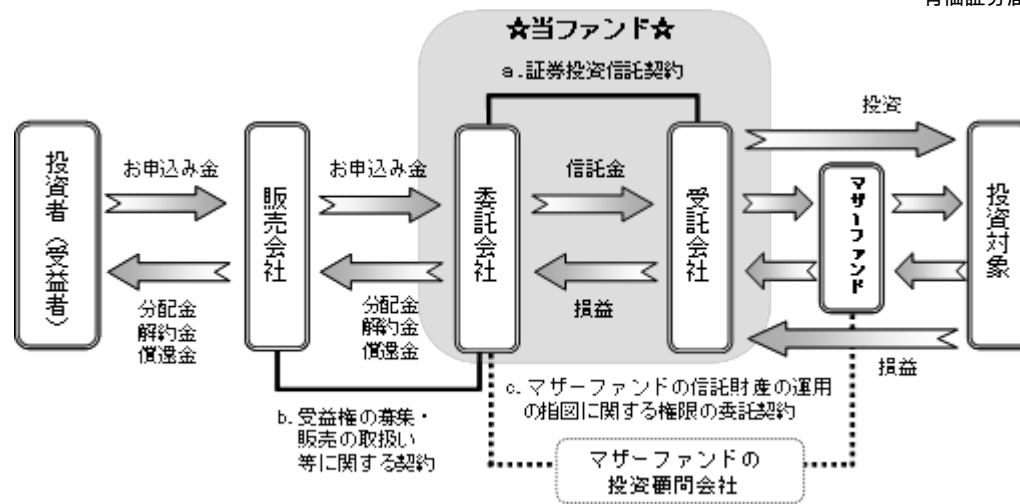 ☆当ファンド☆
a.証券投資信託契約
投資
投資者(受益者)
お申込み金
販売会社
お申込み金
委託会社
信託金
受託会社
マザーファンド
投資対象
分配金
解約金
償還金
分配金
解約金
償還金
損益
損益
b.受益権の募集・
販売の取扱い
等に関する契約
c.マザーファンドの信託財産の運用
の指図に関する権限の委託契約
マザーファンドの
投資顧問会社